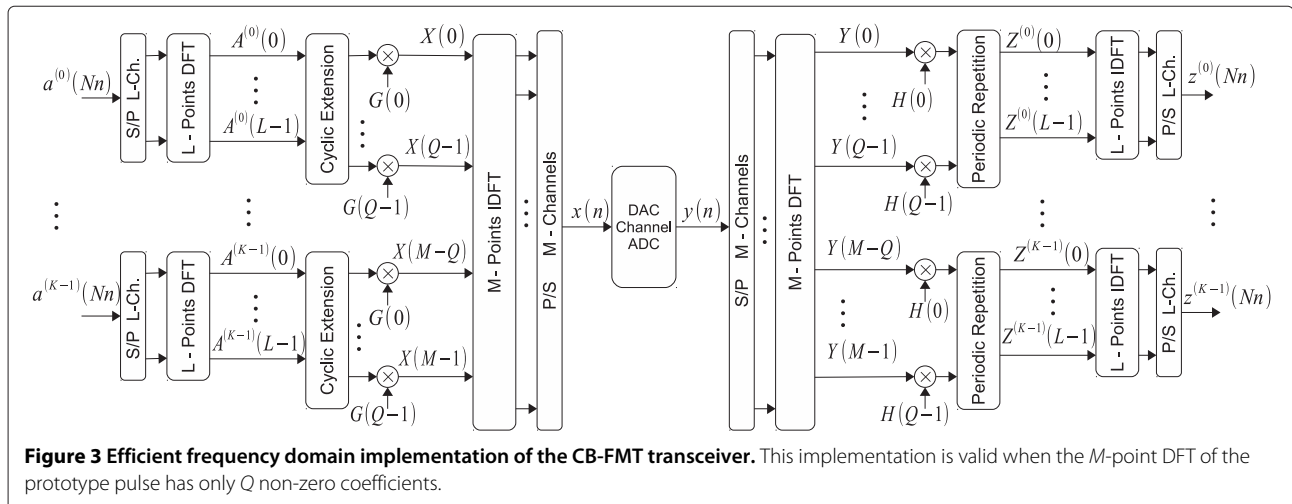 a^{(0)}(Nn)
S/P L-Ch.
L - Points DFT
A^{(0)}(0)
A^{(0)}(L−1)
Cyclic Extension
G(0)
G(Q−1)
X(0)
X(Q−1)
a^{(K−1)}(Nn)
S/P L-Ch.
L - Points DFT
A^{(K−1)}(0)
A^{(K−1)}(L−1)
Cyclic Extension
G(0)
G(Q−1)
X(M−Q)
X(M−1)
M- Points IDFT
P/S M - Channels
x(n)
DAC
Channel
ADC
y(n)
S/P M - Channels
M - Points DFT
Y(0)
Y(Q−1)
H(0)
H(Q−1)
Periodic Repetition
Z^{(0)}(0)
Z^{(0)}(L−1)
L - Points IDFT
P/S L-Ch.
z^{(0)}(Nn)
Y(M−Q)
Y(M−1)
H(0)
H(Q−1)
Periodic Repetition
Z^{(K−1)}(0)
Z^{(K−1)}(L−1)
L - Points IDFT
P/S L-Ch.
z^{(K−1)}(Nn)
Figure 3 Efficient frequency domain implementation of the CB-FMT transceiver. This implementation is valid when the M-point DFT of the
prototype pulse has only Q non-zero coefficients.